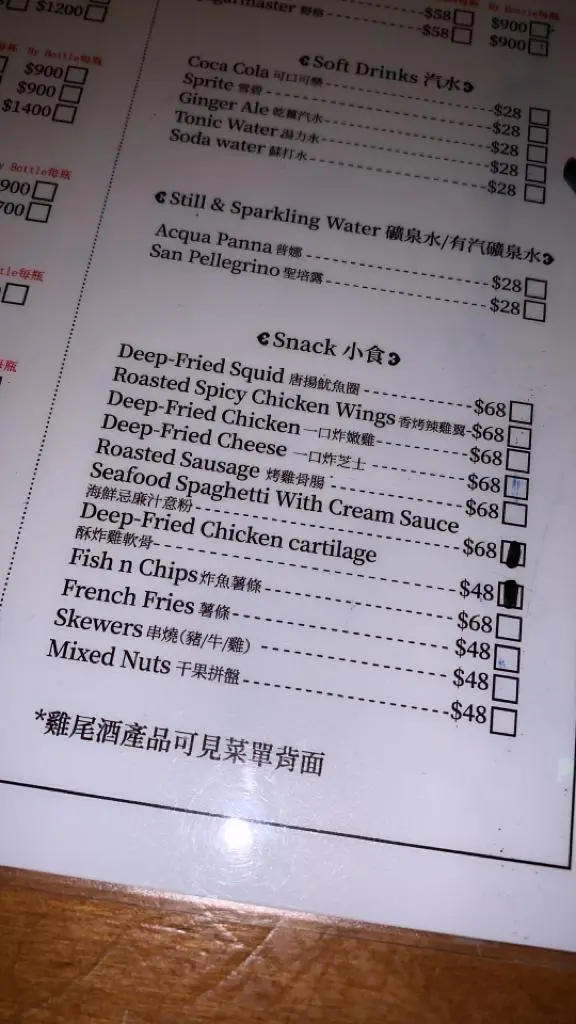 $1200
$58
My Bottle每瓶
$900
野格
$58
$900
My Bottle每瓶
$900
$900
$1400
Soft Drinks 汽水
Coca Cola 可口可樂 $28
Sprite 雪碧 $28
Ginger Ale 乾薑汽水 $28
Tonic Water 湯力水 $28
Soda water 蘇打水 $28
Bottle每瓶
900
700
Still & Sparkling Water 礦泉水/有汽礦泉水
Acqua Panna 普娜 $28
San Pellegrino 聖培露 $28
每瓶
Snack 小食
Deep-Fried Squid 唐揚魷魚圈 $68
Roasted Spicy Chicken Wings 香烤辣雞翼 $68
Deep-Fried Chicken 一口炸嫩雞 $68
Deep-Fried Cheese 一口炸芝士 $68
Roasted Sausage 烤雞骨腸 $68
Seafood Spaghetti With Cream Sauce
海鮮忌廉汁意粉 $68
Deep-Fried Chicken cartilage
酥炸雞軟骨 $48
Fish n Chips 炸魚薯條 $68
French Fries 薯條 $48
Skewers 串燒(豬/牛/雞) $48
Mixed Nuts 干果拼盤 $48
*雞尾酒產品可見菜單背面